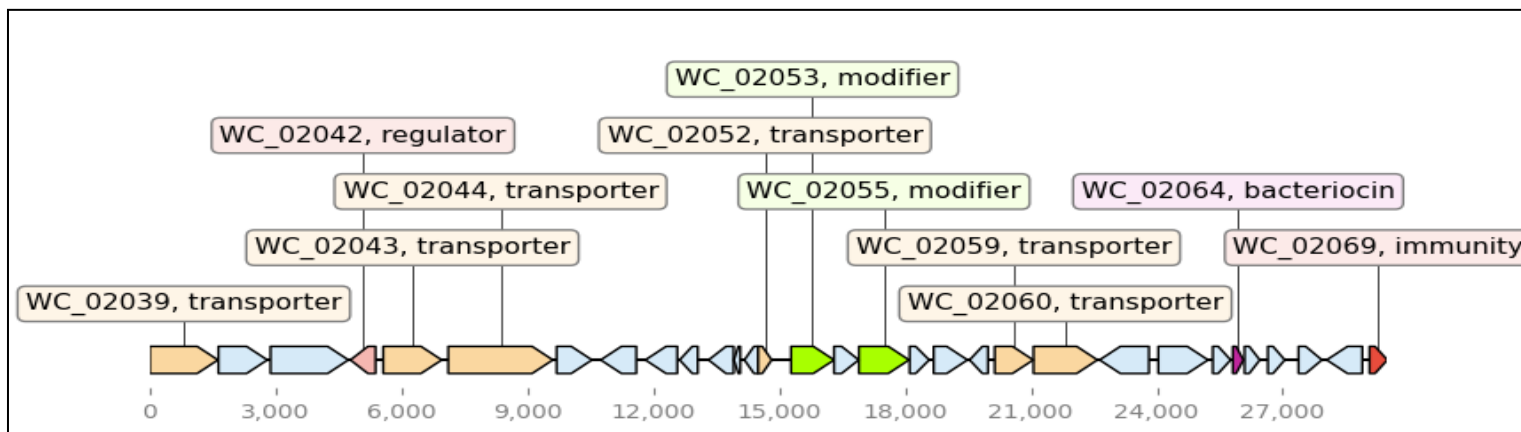 WC_02053, modifier
WC_02042, regulator
WC_02052, transporter
WC_02044, transporter
WC_02055, modifier
WC_02064, bacteriocin
WC_02043, transporter
WC_02059, transporter
WC_02069, immunity
WC_02039, transporter
WC_02060, transporter
0 3,000 6,000 9,000 12,000 15,000 18,000 21,000 24,000 27,000